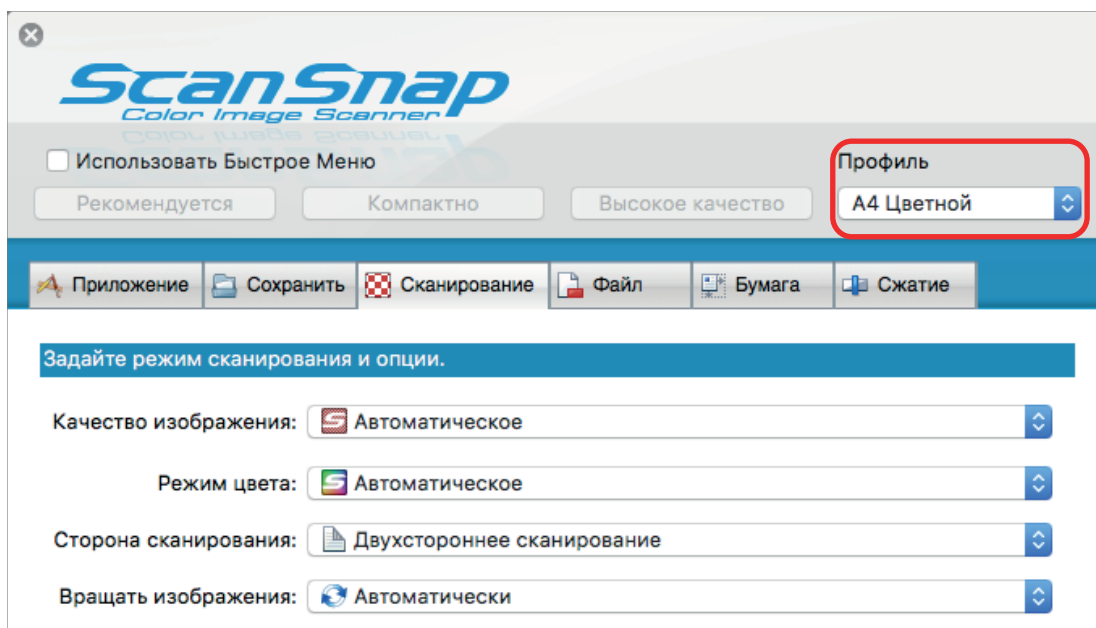 ScanSnap
Color Image Scanner
Использовать Быстрое Меню
Профиль
Рекомендуется Компактно Высокое качество А4 Цветной
Приложение Сохранить Сканирование Файл Бумага Сжатие
Задайте режим сканирования и опции.
Качество изображения: Автоматическое
Режим цвета: Автоматическое
Сторона сканирования: Двухстороннее сканирование
Вращать изображения: Автоматически